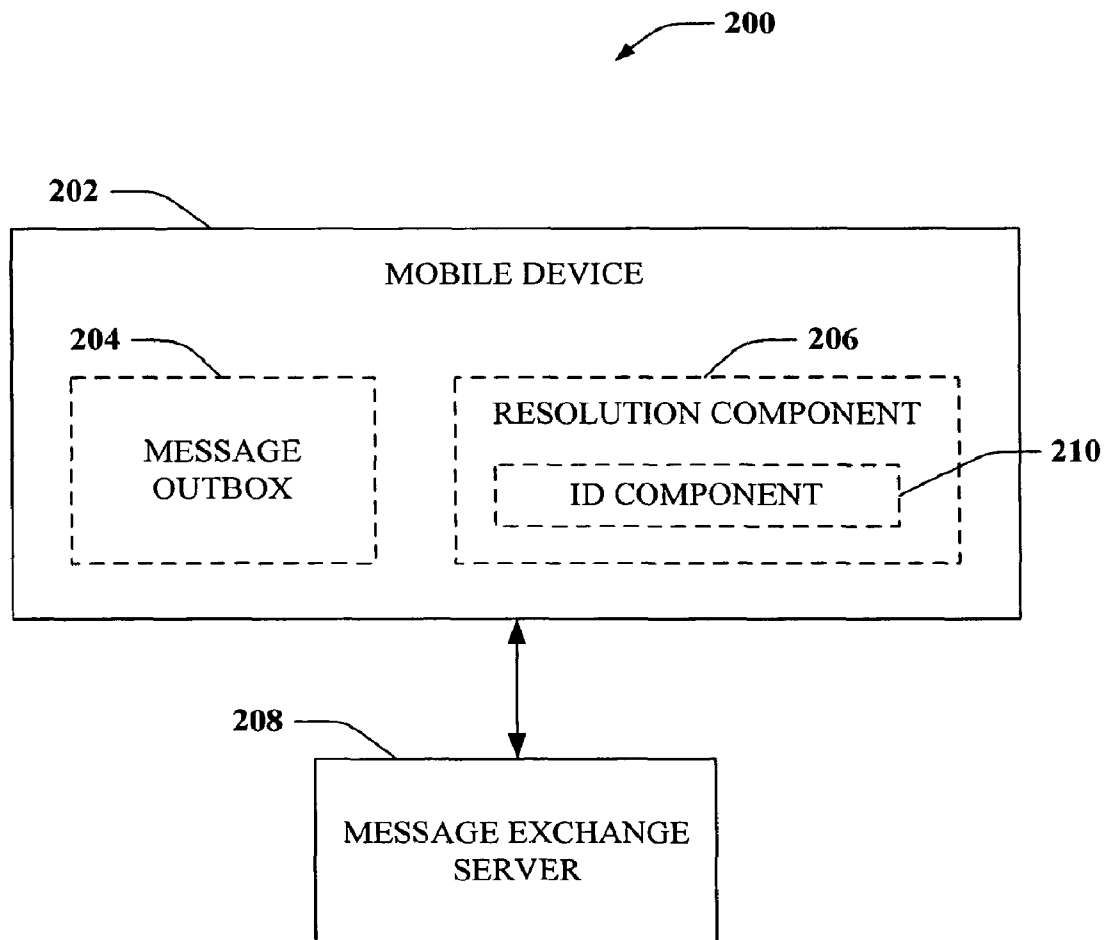 200
202
MOBILE DEVICE
204
206
MESSAGE
OUTBOX
RESOLUTION COMPONENT
ID COMPONENT
210
208
MESSAGE EXCHANGE
SERVER